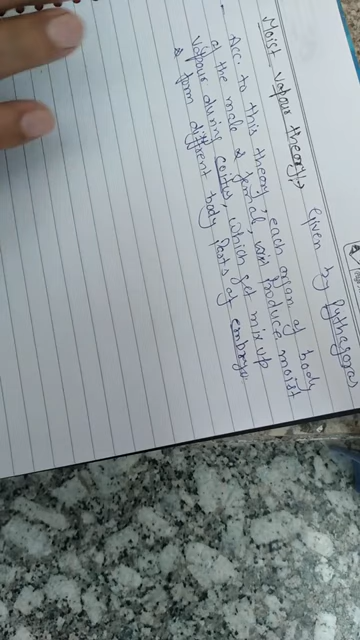 Moist vapour theory → Given by Pythagoras
• Acc. to this theory, each organ of body
of the male & female, produce moist
vapour during coitus, which get mix up
& form different body parts of embryo